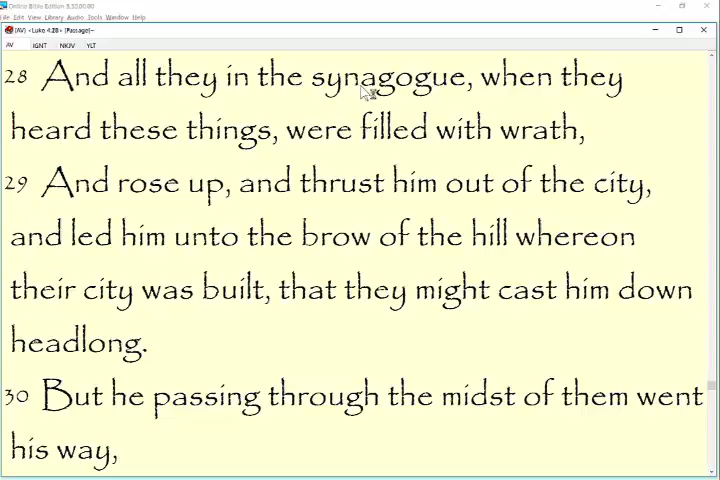 Online Bible Edition 5.10.00.00
File Edit View Library Audio Tools Window Help
(AV) <Luke 4:28> [Passage]~
AV IGNT NKJV YLT
28 And all they in the synagogue, when they
heard these things, were filled with wrath,
29 And rose up, and thrust him out of the city,
and led him unto the brow of the hill whereon
their city was built, that they might cast him down
headlong.
30 But he passing through the midst of them went
his way,